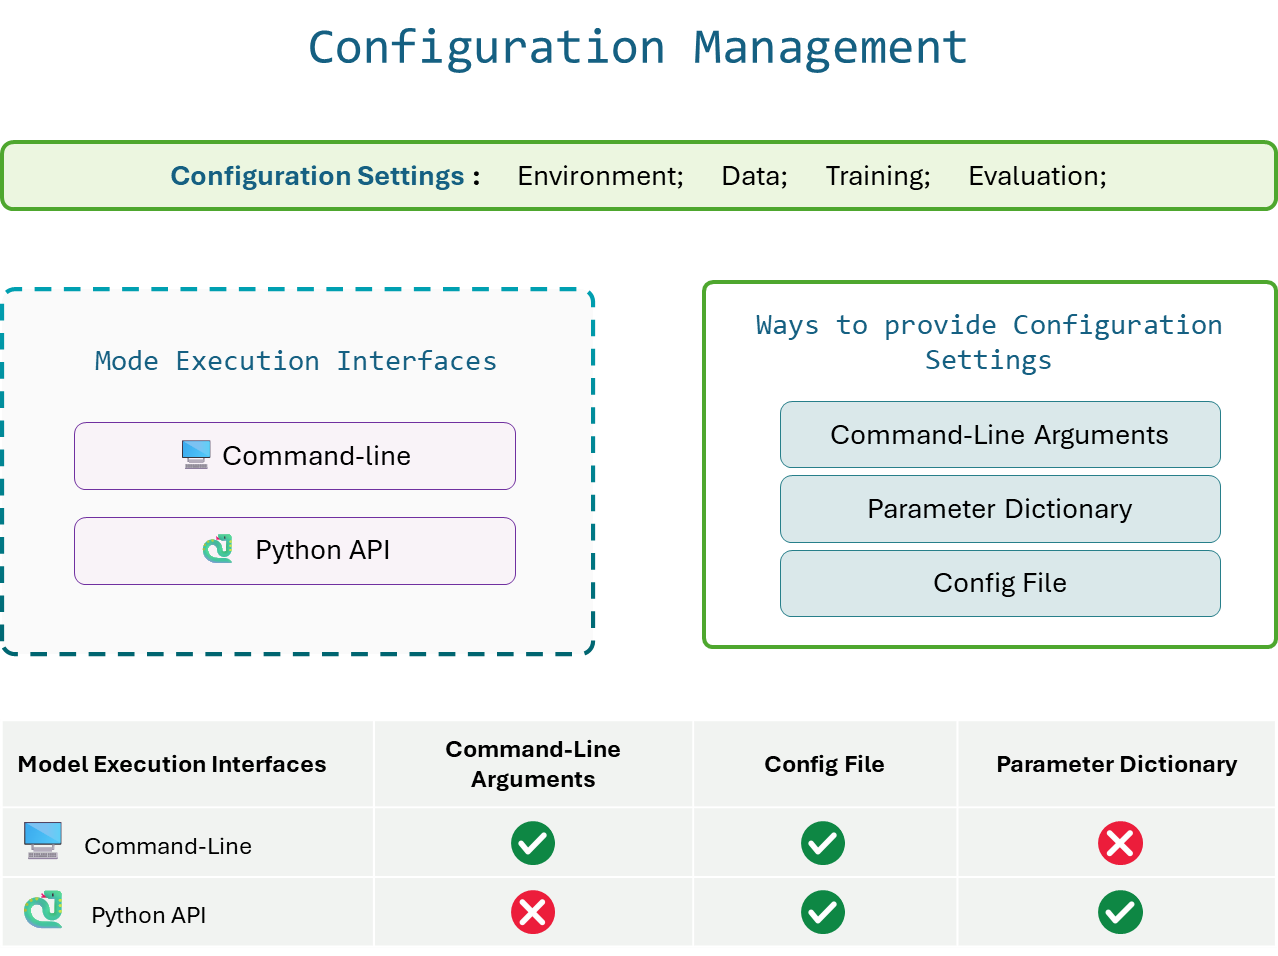 Configuration Management
Configuration Settings : Environment; Data; Training; Evaluation;
Mode Execution Interfaces
Command-line
Python API
Ways to provide Configuration
Settings
Command-Line Arguments
Parameter Dictionary
Config File
Model Execution Interfaces
Command-Line
Arguments
Config File
Parameter Dictionary
Command-Line
Python API